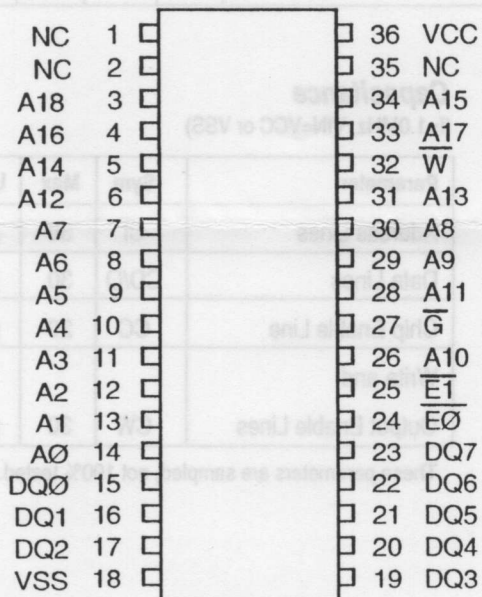 NC 1 36 VCC
NC 2 35 NC
A18 3 34 A15
A16 4 33 A17
A14 5 32 W̅
A12 6 31 A13
A7 7 30 A8
A6 8 29 A9
A5 9 28 A11
A4 10 27 G̅
A3 11 26 A10
A2 12 25 E̅1̅
A1 13 24 E̅Ø̅
AØ 14 23 DQ7
DQØ 15 22 DQ6
DQ1 16 21 DQ5
DQ2 17 20 DQ4
VSS 18 19 DQ3